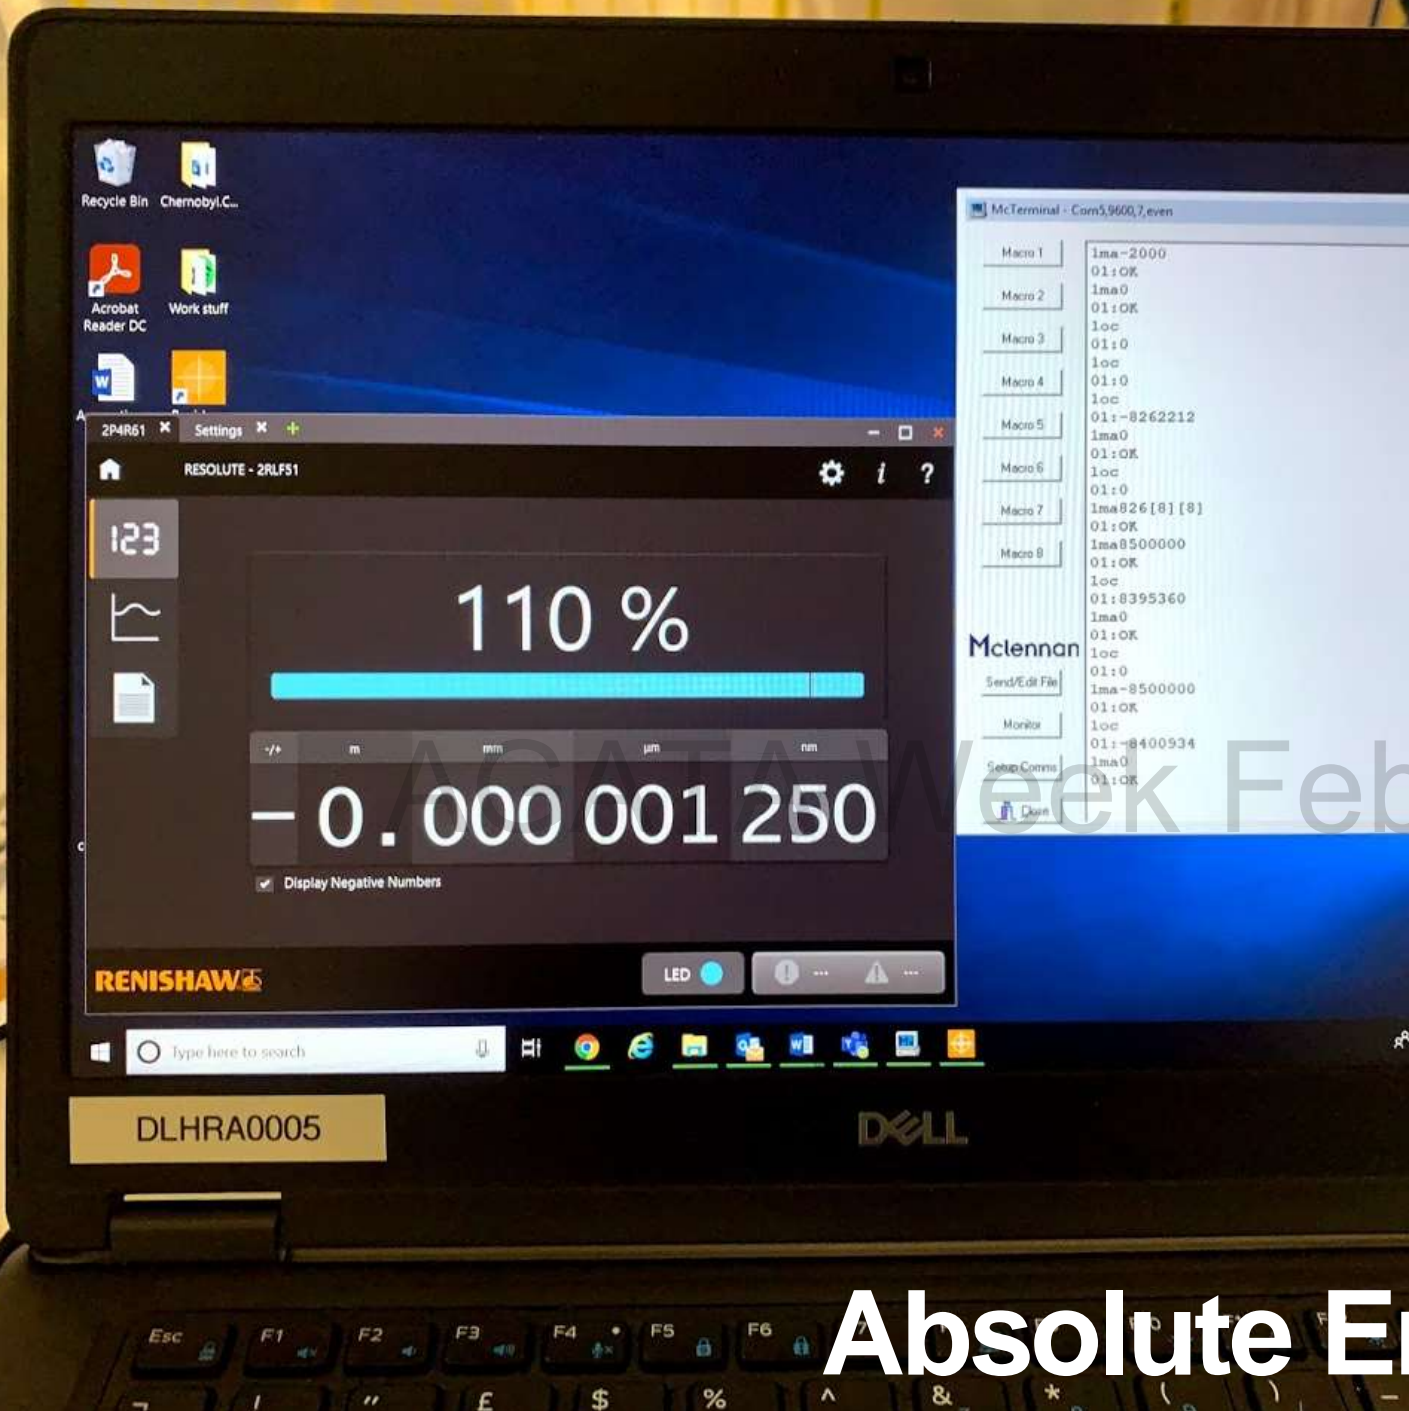 Recycle Bin
Chernobyl.C...
Acrobat
Reader DC
Work stuff
2P4R61
Settings
RESOLUTE - 2RLF51
i ?
123
110 %
-/+ m mm µm nm
- 0.000 001 250
Display Negative Numbers
RENISHAW
LED
McTerminal - Com5,9600,7,even
Macro 1
Macro 2
Macro 3
Macro 4
Macro 5
Macro 6
Macro 7
Macro 8
Mclennan
Send/Edit File
Monitor
Setup Comms
Close
1ma-2000
01:OK
1ma0
01:OK
1oc
01:0
1oc
01:0
1oc
01:-8262212
1ma0
01:OK
1oc
01:0
1ma826[8][8]
01:OK
1ma8500000
01:OK
1oc
01:8395360
1ma0
01:OK
1oc
01:0
1ma-8500000
01:OK
1oc
01:-8400934
1ma0
01:OK
AGATA Week Feb
Type here to search
DLHRA0005
DELL
Absolute En
Esc F1 F2 F3 F4 F5 F6
! " £ $ % ^ & * ( ) _